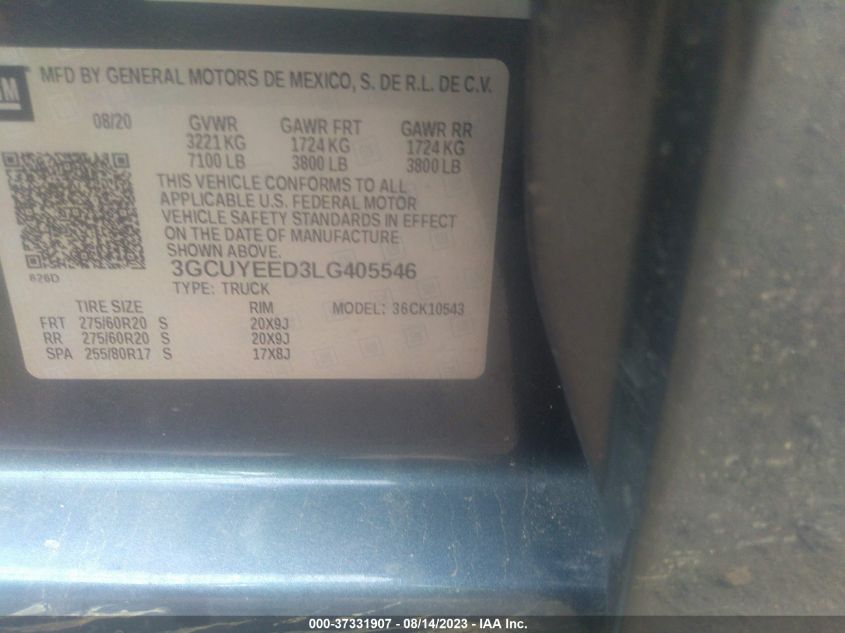 GM
MFD BY GENERAL MOTORS DE MEXICO, S. DE R.L. DE C.V.
08/20 GVWR GAWR FRT GAWR RR
3221 KG 1724 KG 1724 KG
7100 LB 3800 LB 3800 LB
THIS VEHICLE CONFORMS TO ALL
APPLICABLE U.S. FEDERAL MOTOR
VEHICLE SAFETY STANDARDS IN EFFECT
ON THE DATE OF MANUFACTURE
SHOWN ABOVE.
3GCUYEED3LG405546
826D
TYPE: TRUCK
TIRE SIZE RIM MODEL: 36CK10543
FRT 275/60R20 S 20X9J
RR 275/60R20 S 20X9J
SPA 255/80R17 S 17X8J
000-37331907 - 08/14/2023 - IAA Inc.